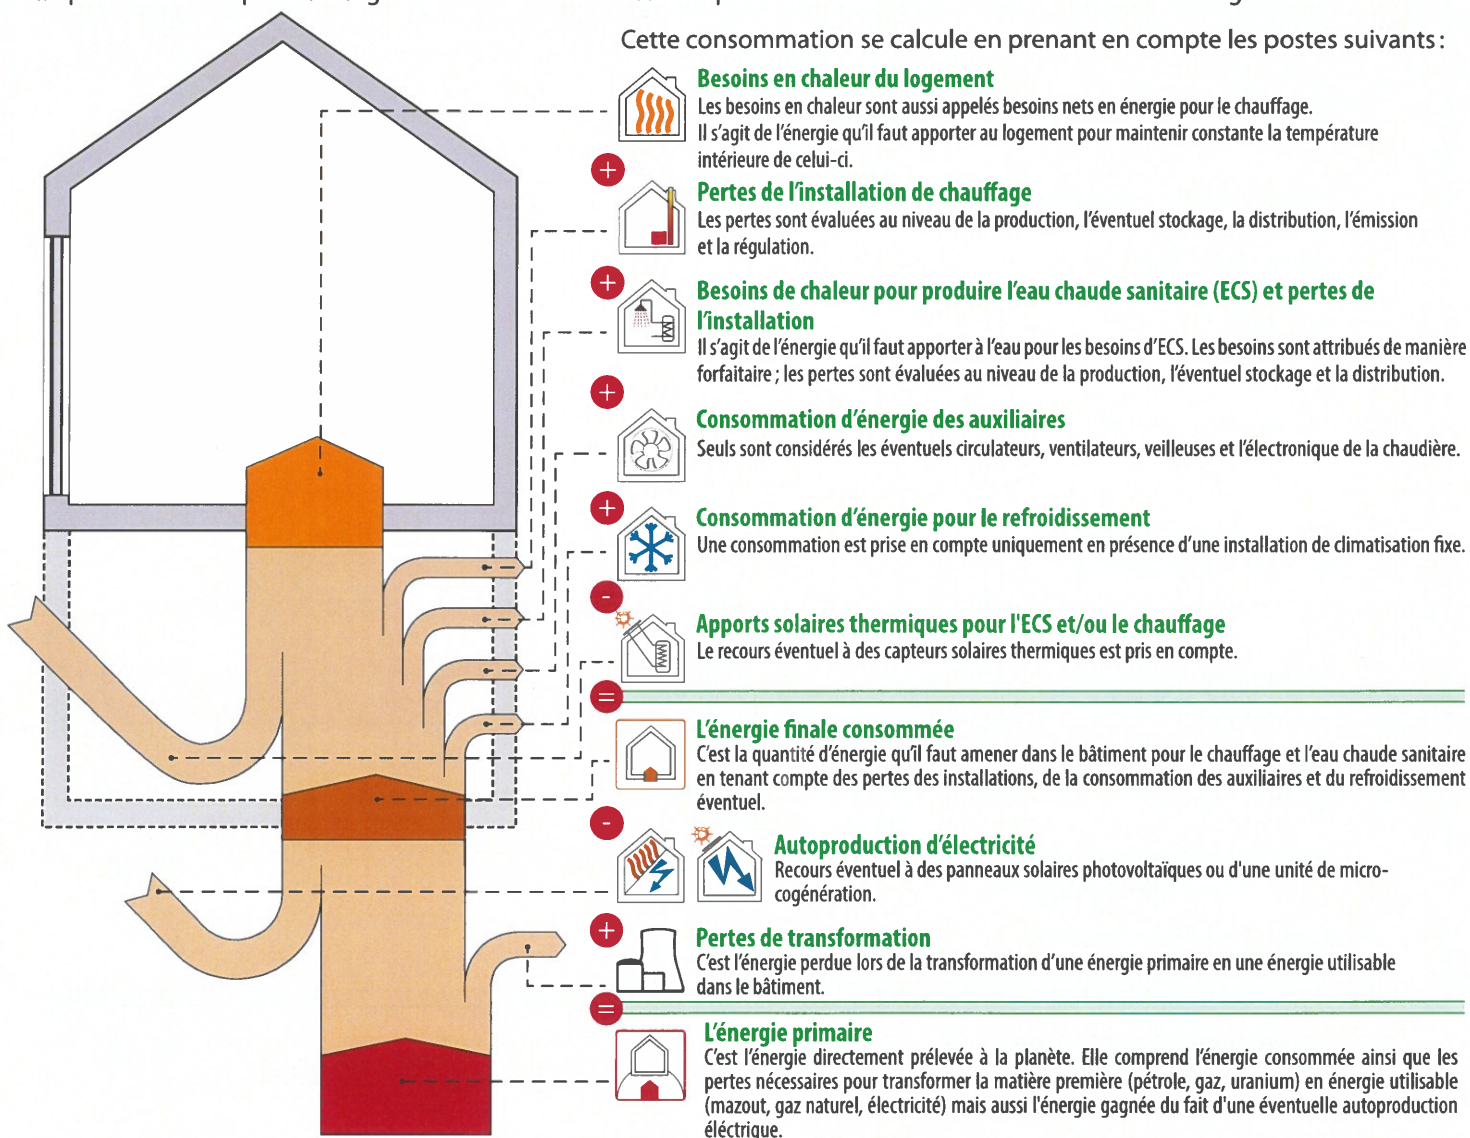 Cette consommation se calcule en prenant en compte les postes suivants :
Besoins en chaleur du logement
Les besoins en chaleur sont aussi appelés besoins nets en énergie pour le chauffage.
Il s'agit de l'énergie qu'il faut apporter au logement pour maintenir constante la température
intérieure de celui-ci.
+
Pertes de l'installation de chauffage
Les pertes sont évaluées au niveau de la production, l'éventuel stockage, la distribution, l'émission
et la régulation.
+
Besoins de chaleur pour produire l'eau chaude sanitaire (ECS) et pertes de
l'installation
Il s'agit de l'énergie qu'il faut apporter à l'eau pour les besoins d'ECS. Les besoins sont attribués de manière
forfaitaire ; les pertes sont évaluées au niveau de la production, l'éventuel stockage et la distribution.
+
Consommation d'énergie des auxiliaires
Seuls sont considérés les éventuels circulateurs, ventilateurs, veilleuses et l'électronique de la chaudière.
+
Consommation d'énergie pour le refroidissement
Une consommation est prise en compte uniquement en présence d'une installation de climatisation fixe.
-
Apports solaires thermiques pour l'ECS et/ou le chauffage
Le recours éventuel à des capteurs solaires thermiques est pris en compte.
=
L'énergie finale consommée
C'est la quantité d'énergie qu'il faut amener dans le bâtiment pour le chauffage et l'eau chaude sanitaire
en tenant compte des pertes des installations, de la consommation des auxiliaires et du refroidissement
éventuel.
-
Autoproduction d'électricité
Recours éventuel à des panneaux solaires photovoltaïques ou d'une unité de micro-
cogénération.
+
Pertes de transformation
C'est l'énergie perdue lors de la transformation d'une énergie primaire en une énergie utilisable
dans le bâtiment.
=
L'énergie primaire
C'est l'énergie directement prélevée à la planète. Elle comprend l'énergie consommée ainsi que les
pertes nécessaires pour transformer la matière première (pétrole, gaz, uranium) en énergie utilisable
(mazout, gaz naturel, électricité) mais aussi l'énergie gagnée du fait d'une éventuelle autoproduction
éléctrique.